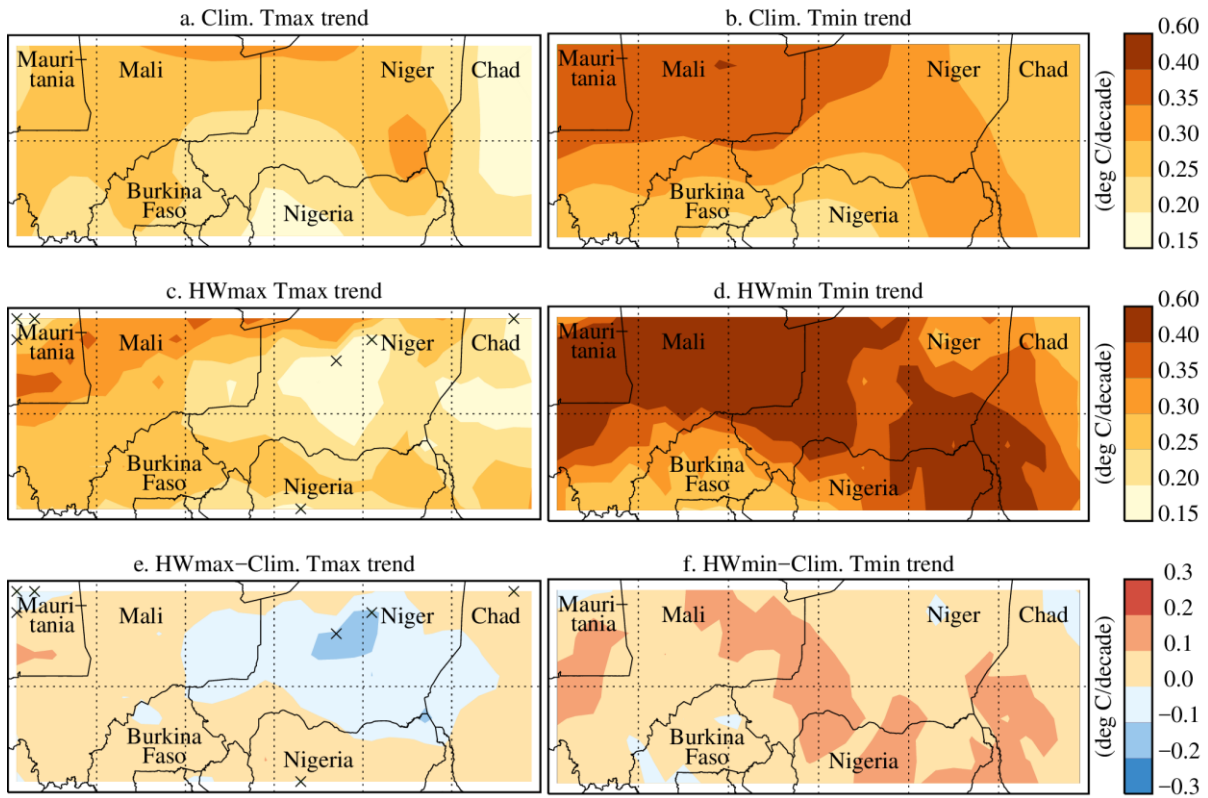 a. Clim. Tmax trend
Mauri-
tania
Mali
Niger
Chad
Burkina
Faso
Nigeria
b. Clim. Tmin trend
Mali
Niger
Chad
Burkina
Faso
Nigeria
0.60
0.40
0.35
0.30
0.25
0.20
0.15
(deg C/decade)
c. HWmax Tmax trend
Mauri-
tania
Mali
Niger
Chad
Burkina
Faso
Nigeria
d. HWmin Tmin trend
Mali
Niger
Chad
Burkina
Faso
Nigeria
0.60
0.40
0.35
0.30
0.25
0.20
0.15
(deg C/decade)
e. HWmax−Clim. Tmax trend
Mauri-
tania
Mali
Niger
Chad
Burkina
Faso
Nigeria
f. HWmin−Clim. Tmin trend
Mauri-
tania
Mali
Niger
Chad
Burkina
Faso
Nigeria
0.3
0.2
0.1
0.0
−0.1
−0.2
−0.3
(deg C/decade)